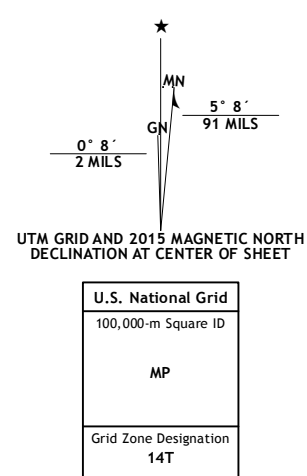 ★
MN
GN
5° 8´
91 MILS
0° 8´
2 MILS
UTM GRID AND 2015 MAGNETIC NORTH
DECLINATION AT CENTER OF SHEET
U.S. National Grid
100,000-m Square ID
MP
Grid Zone Designation
14T